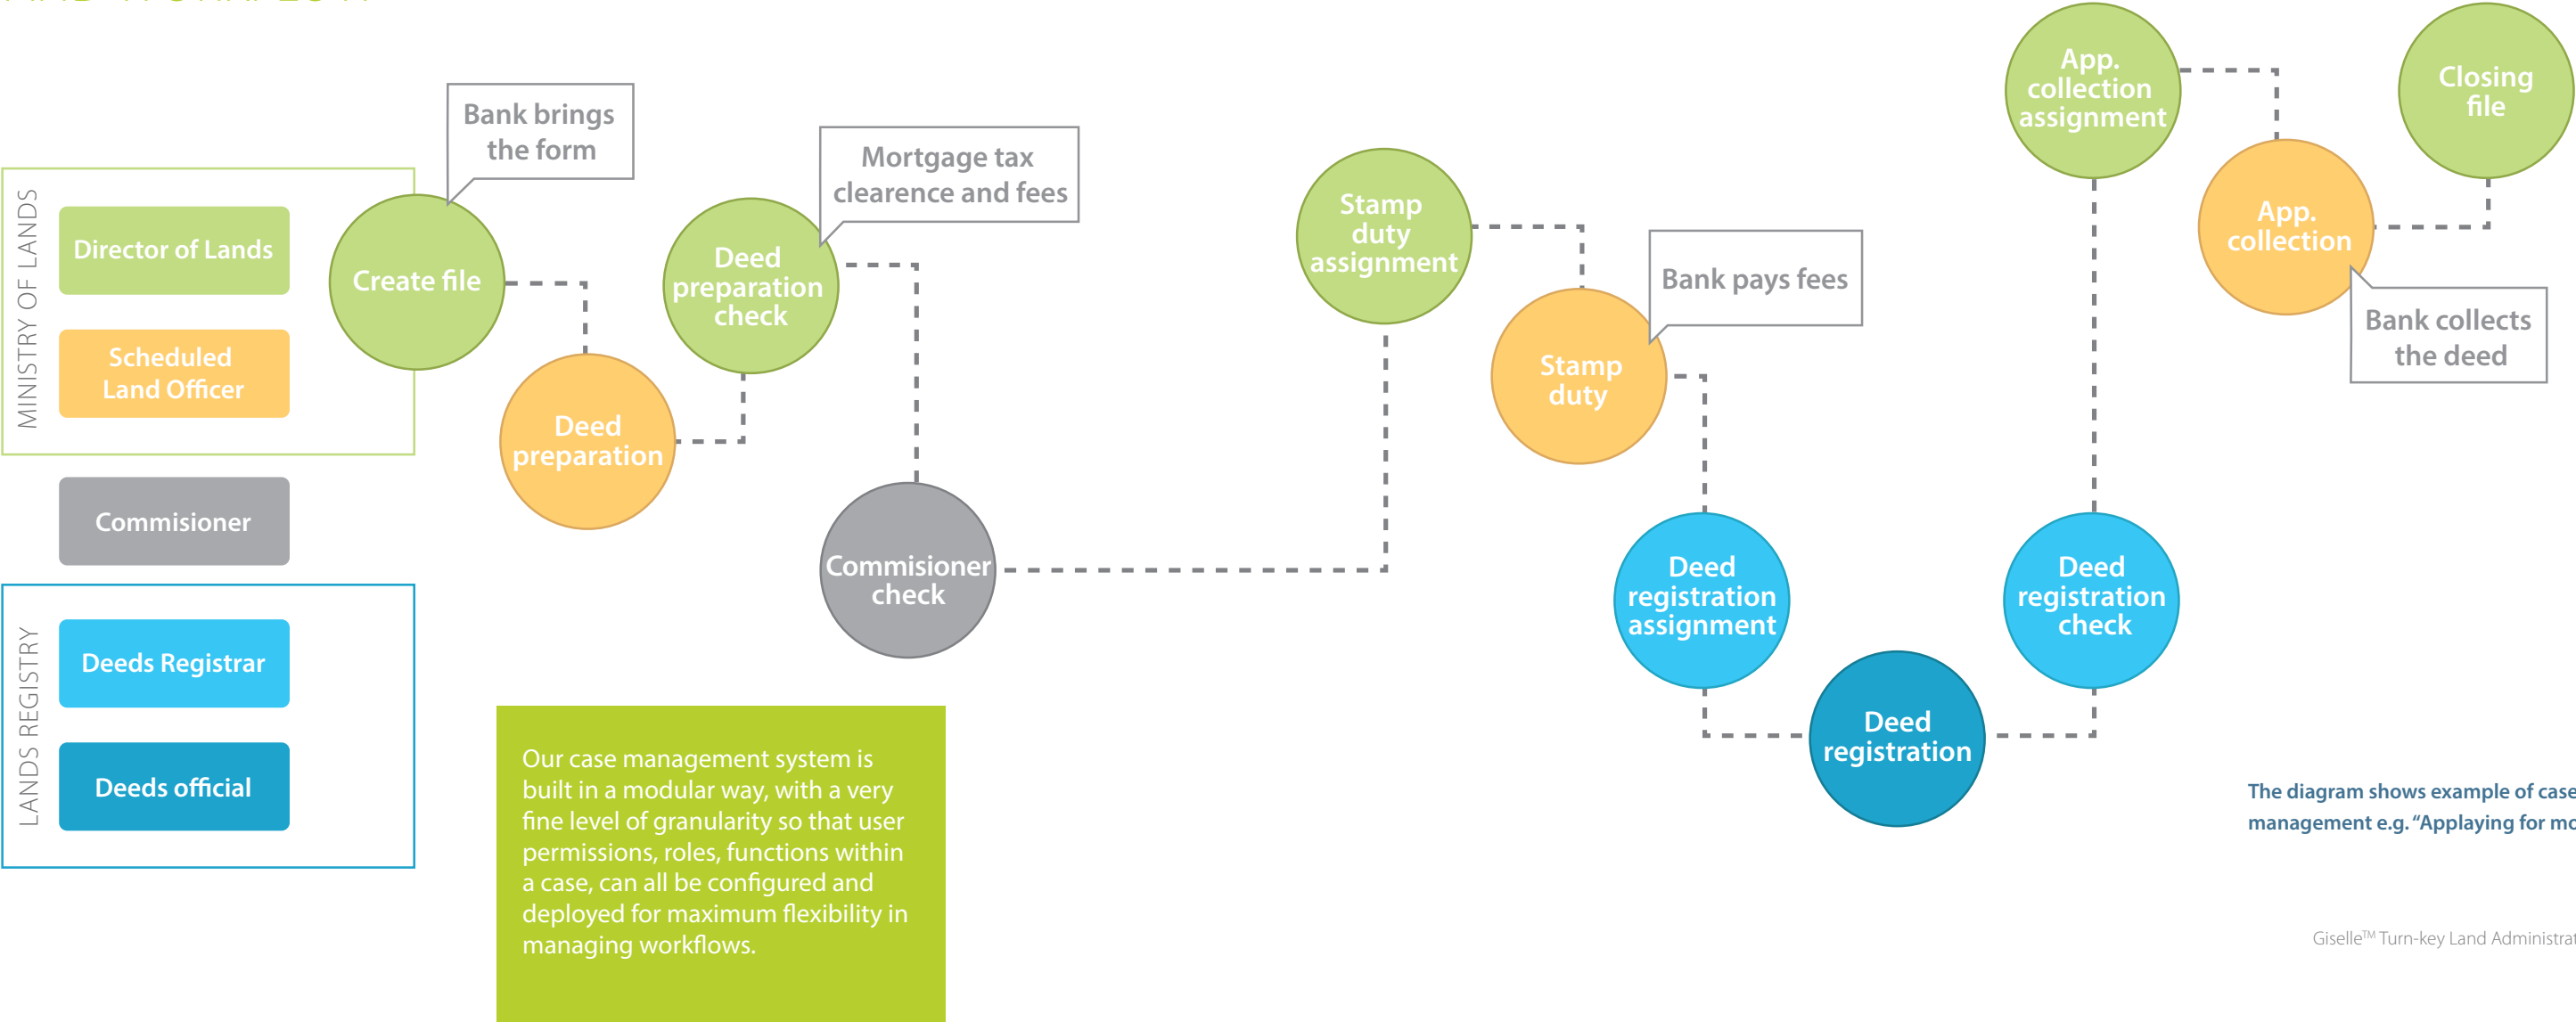 MINISTRY OF LANDS
Director of Lands
Scheduled
Land Officer
Commisioner
LANDS REGISTRY
Deeds Registrar
Deeds official
Create file
Bank brings
the form
Deed
preparation
Deed
preparation
check
Mortgage tax
clearence and fees
Commisioner
check
Stamp
duty
assignment
Stamp
duty
Bank pays fees
Deed
registration
assignment
Deed
registration
Deed
registration
check
App.
collection
assignment
App.
collection
Bank collects
the deed
Closing
file
Our case management system is
built in a modular way, with a very
fine level of granularity so that user
permissions, roles, functions within
a case, can all be configured and
deployed for maximum flexibility in
managing workflows.
The diagram shows example of case
management e.g. “Applaying for mo
Giselle™ Turn-key Land Administrat